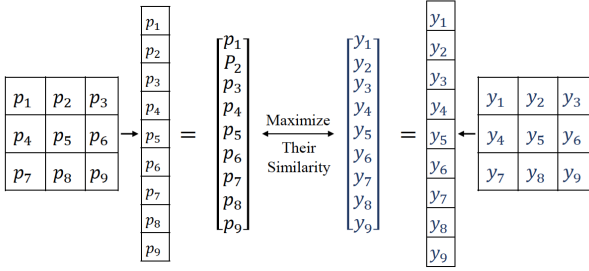 p1 p2 p3
p4 p5 p6
p7 p8 p9
p1
p2
p3
p4
p5
p6
p7
p8
p9
=
[p1
P2
p3
p4
p5
p6
p7
p8
p9]
Maximize
Their
Similarity
[y1
y2
y3
y4
y5
y6
y7
y8
y9]
=
y1
y2
y3
y4
y5
y6
y7
y8
y9
y1 y2 y3
y4 y5 y6
y7 y8 y9